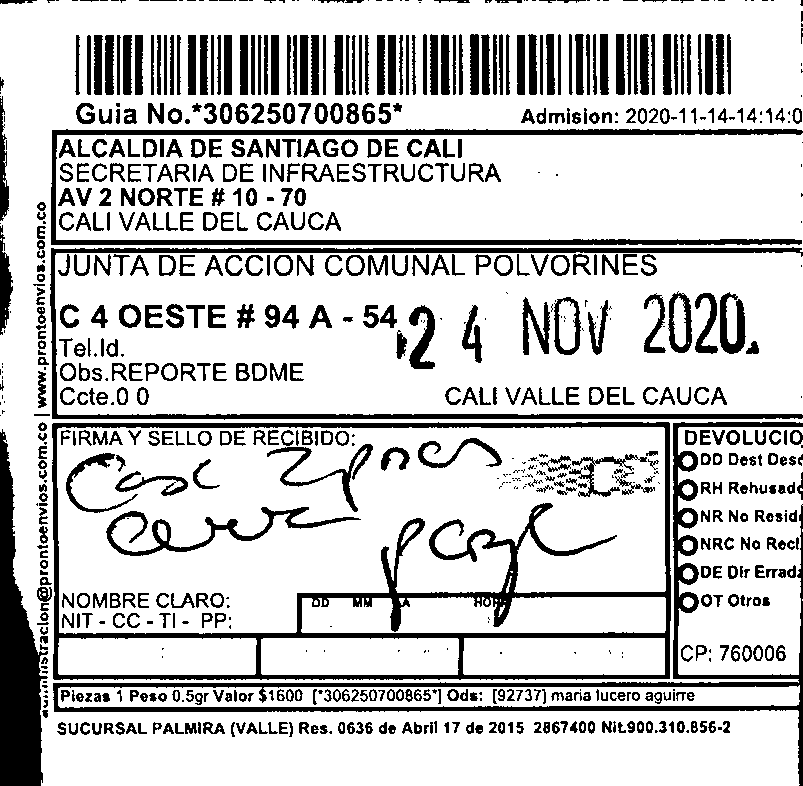 Guia No.*306250700865*
Admision: 2020-11-14-14:14:0
ALCALDIA DE SANTIAGO DE CALI
SECRETARIA DE INFRAESTRUCTURA
AV 2 NORTE # 10 - 70
CALI VALLE DEL CAUCA
JUNTA DE ACCION COMUNAL POLVORINES
C 4 OESTE # 94 A - 54
24 NOV 2020
Tel.Id.
Obs.REPORTE BDME
Ccte.0 0
CALI VALLE DEL CAUCA
www.prontoenvios.com.co
administracion@prontoenvios.com.co
FIRMA Y SELLO DE RECIBIDO:
NOMBRE CLARO:
NIT - CC - TI - PP:
DD MM A HOR
DEVOLUCIO
DD Dest Desc
RH Rehusado
NR No Resid
NRC No Recl
DE Dir Errada
OT Otros
CP: 760006
Piezas 1 Peso 0.5gr Valor $1600 [*306250700865*] Ods: [92737] maria lucero aguirre
SUCURSAL PALMIRA (VALLE) Res. 0636 de Abril 17 de 2015 2867400 Nit.900.310.856-2